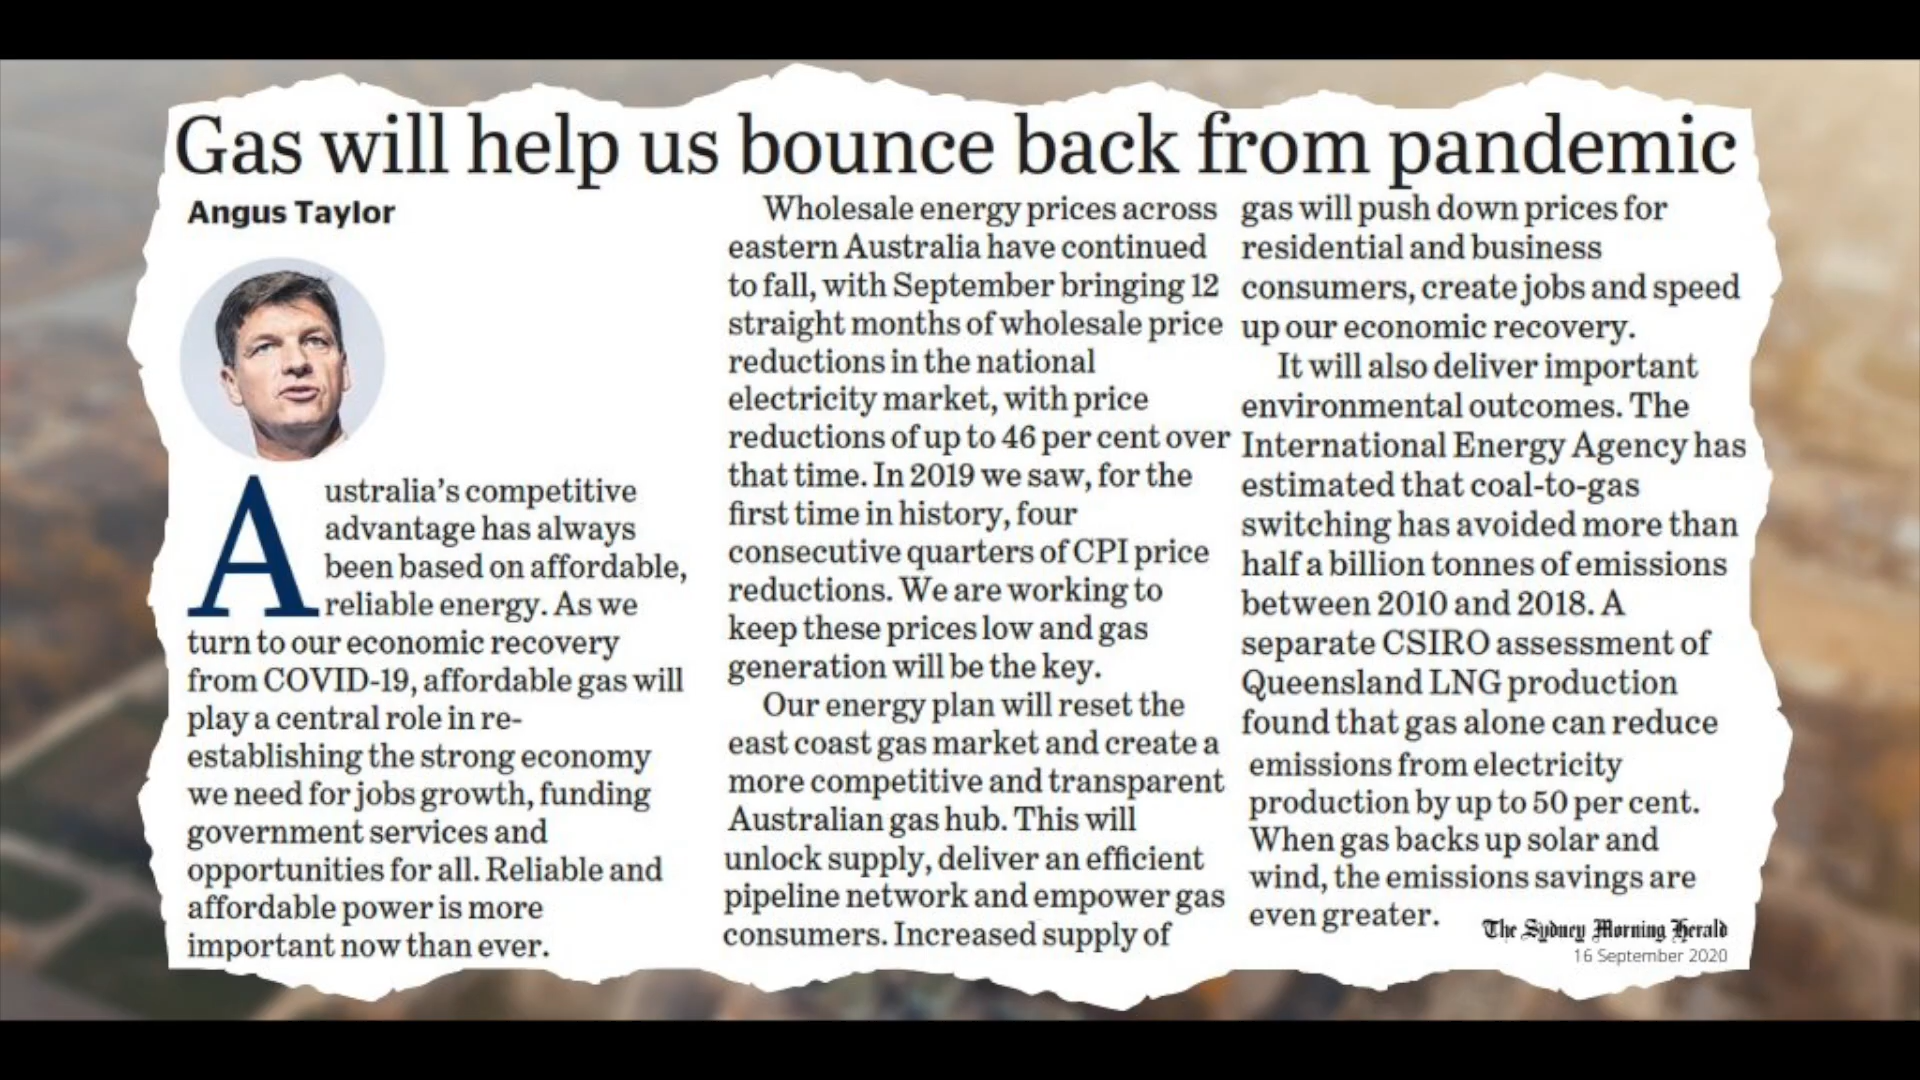 Gas will help us bounce back from pandemic
Angus Taylor
Australia's competitive
advantage has always
been based on affordable,
reliable energy. As we
turn to our economic recovery
from COVID-19, affordable gas will
play a central role in re-
establishing the strong economy
we need for jobs growth, funding
government services and
opportunities for all. Reliable and
affordable power is more
important now than ever.
Wholesale energy prices across
eastern Australia have continued
to fall, with September bringing 12
straight months of wholesale price
reductions in the national
electricity market, with price
reductions of up to 46 per cent over
that time. In 2019 we saw, for the
first time in history, four
consecutive quarters of CPI price
reductions. We are working to
keep these prices low and gas
generation will be the key.
Our energy plan will reset the
east coast gas market and create a
more competitive and transparent
Australian gas hub. This will
unlock supply, deliver an efficient
pipeline network and empower gas
consumers. Increased supply of
gas will push down prices for
residential and business
consumers, create jobs and speed
up our economic recovery.
It will also deliver important
environmental outcomes. The
International Energy Agency has
estimated that coal-to-gas
switching has avoided more than
half a billion tonnes of emissions
between 2010 and 2018. A
separate CSIRO assessment of
Queensland LNG production
found that gas alone can reduce
emissions from electricity
production by up to 50 per cent.
When gas backs up solar and
wind, the emissions savings are
even greater.
The Sydney Morning Herald
16 September 2020